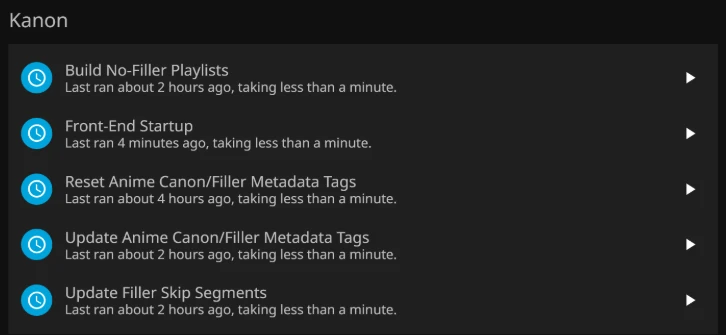 Kanon
Build No-Filler Playlists
Last ran about 2 hours ago, taking less than a minute.
Front-End Startup
Last ran 4 minutes ago, taking less than a minute.
Reset Anime Canon/Filler Metadata Tags
Last ran about 4 hours ago, taking less than a minute.
Update Anime Canon/Filler Metadata Tags
Last ran about 2 hours ago, taking less than a minute.
Update Filler Skip Segments
Last ran about 2 hours ago, taking less than a minute.